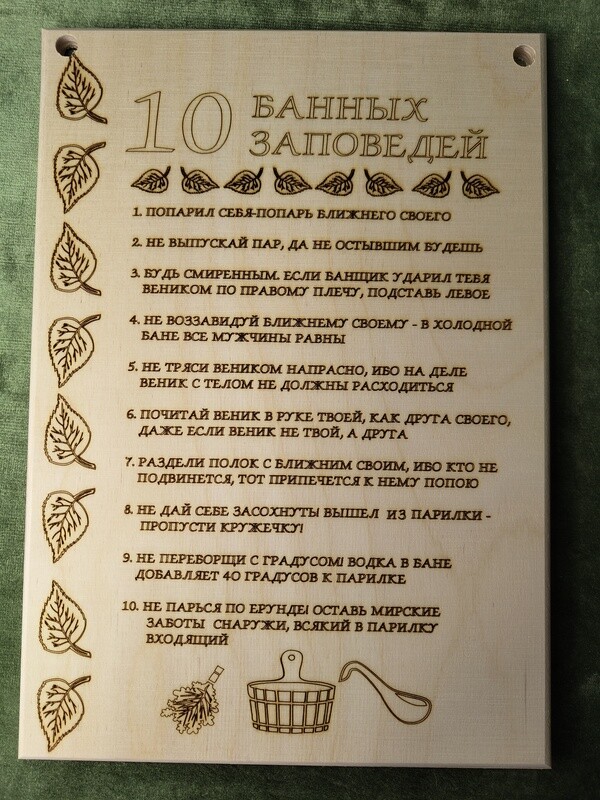 10 БАННЫХ
ЗАПОВЕДЕЙ
1. ПОПАРИЛ СЕБЯ-ПОПАРЬ БЛИЖНЕГО СВОЕГО
2. НЕ ВЫПУСКАЙ ПАР, ДА НЕ ОСТЫВШИМ БУДЕШЬ
3. БУДЬ СМИРЕННЫМ. ЕСЛИ БАНЩИК УДАРИЛ ТЕБЯ
ВЕНИКОМ ПО ПРАВОМУ ПЛЕЧУ, ПОДСТАВЬ ЛЕВОЕ
4. НЕ ВОЗЗАВИДУЙ БЛИЖНЕМУ СВОЕМУ - В ХОЛОДНОЙ
БАНЕ ВСЕ МУЖЧИНЫ РАВНЫ
5. НЕ ТРЯСИ ВЕНИКОМ НАПРАСНО, ИБО НА ДЕЛЕ
ВЕНИК С ТЕЛОМ НЕ ДОЛЖНЫ РАСХОДИТЬСЯ
6. ПОЧИТАЙ ВЕНИК В РУКЕ ТВОЕЙ, КАК ДРУГА СВОЕГО,
ДАЖЕ ЕСЛИ ВЕНИК НЕ ТВОЙ, А ДРУГА
7. РАЗДЕЛИ ПОЛОК С БЛИЖНИМ СВОИМ, ИБО КТО НЕ
ПОДВИНЕТСЯ, ТОТ ПРИПЕЧЕТСЯ К НЕМУ ПОПОЮ
8. НЕ ДАЙ СЕБЕ ЗАСОХНУТЬ! ВЫШЕЛ ИЗ ПАРИЛКИ -
ПРОПУСТИ КРУЖЕЧКУ!
9. НЕ ПЕРЕБОРЩИ С ГРАДУСОМ! ВОДКА В БАНЕ
ДОБАВЛЯЕТ 40 ГРАДУСОВ К ПАРИЛКЕ
10. НЕ ПАРЬСЯ ПО ЕРУНДЕ! ОСТАВЬ МИРСКИЕ
ЗАБОТЫ СНАРУЖИ, ВСЯКИЙ В ПАРИЛКУ
ВХОДЯЩИЙ